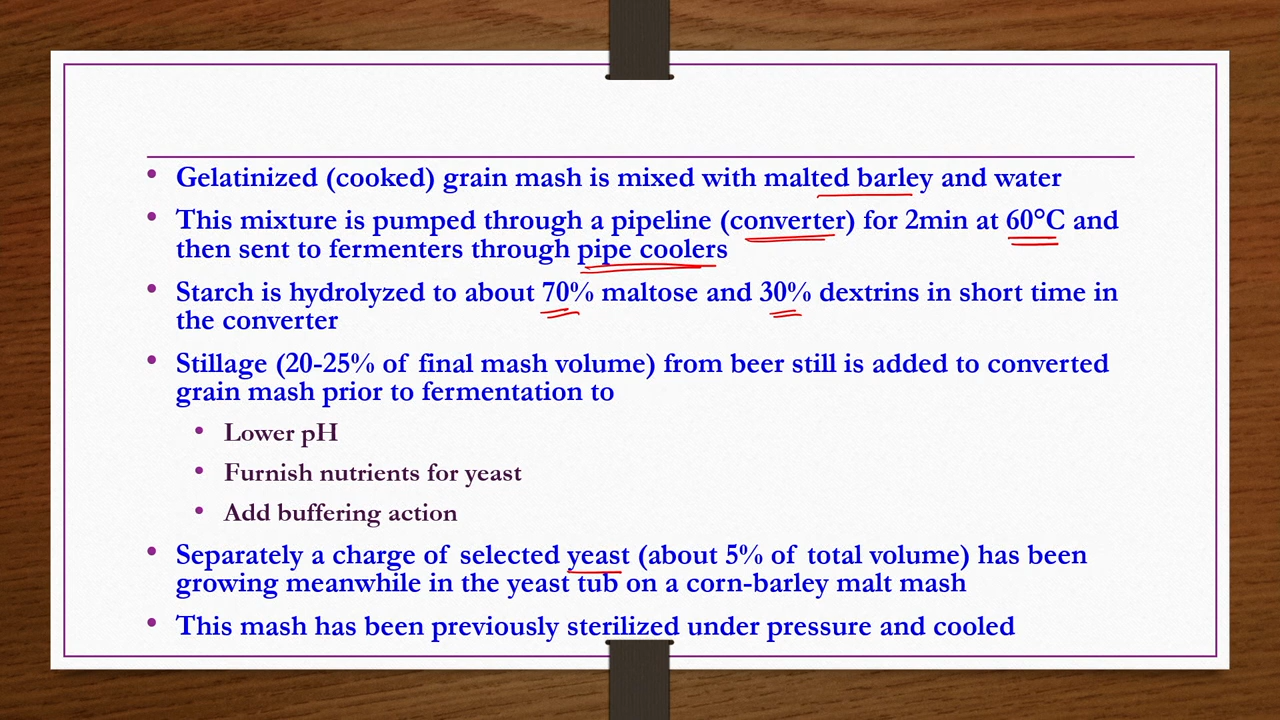 • Gelatinized (cooked) grain mash is mixed with malted barley and water
• This mixture is pumped through a pipeline (converter) for 2min at 60°C and
then sent to fermenters through pipe coolers
• Starch is hydrolyzed to about 70% maltose and 30% dextrins in short time in
the converter
• Stillage (20-25% of final mash volume) from beer still is added to converted
grain mash prior to fermentation to
• Lower pH
• Furnish nutrients for yeast
• Add buffering action
• Separately a charge of selected yeast (about 5% of total volume) has been
growing meanwhile in the yeast tub on a corn-barley malt mash
• This mash has been previously sterilized under pressure and cooled